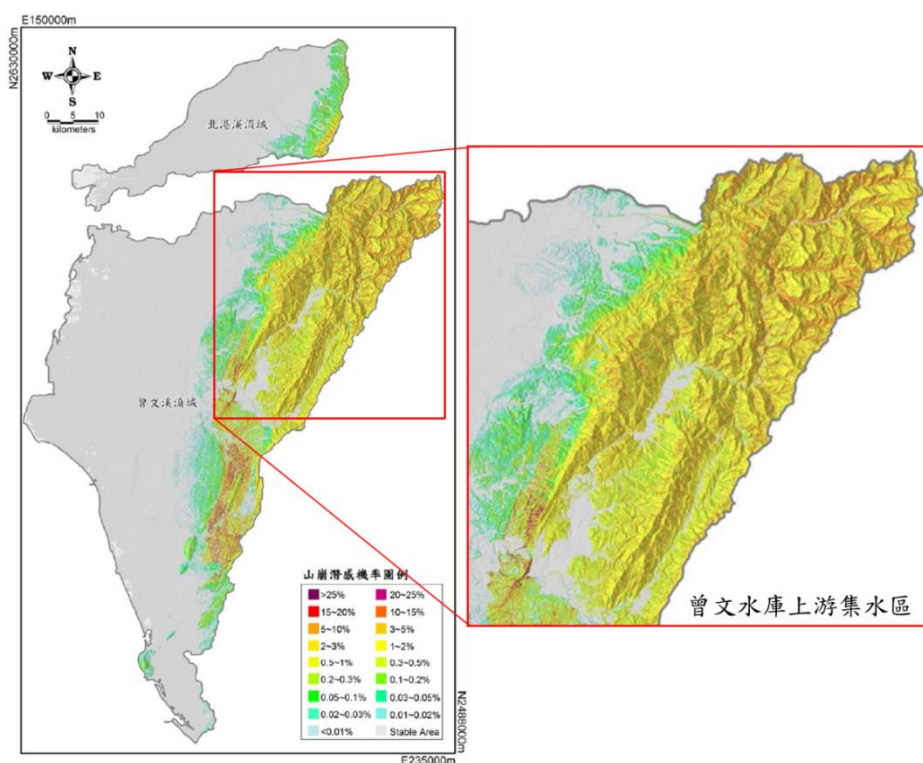 E150000m
N2630000m
N
W E
S
0 5 10
kilometers
北港溪流域
曾文溪流域
山崩潛感機率圖例
>25% 20~25%
15~20% 10~15%
5~10% 3~5%
2~3% 1~2%
0.5~1% 0.3~0.5%
0.2~0.3% 0.1~0.2%
0.05~0.1% 0.03~0.05%
0.02~0.03% 0.01~0.02%
<0.01% Stable Area
N2488000m
E235000m
曾文水庫上游集水區